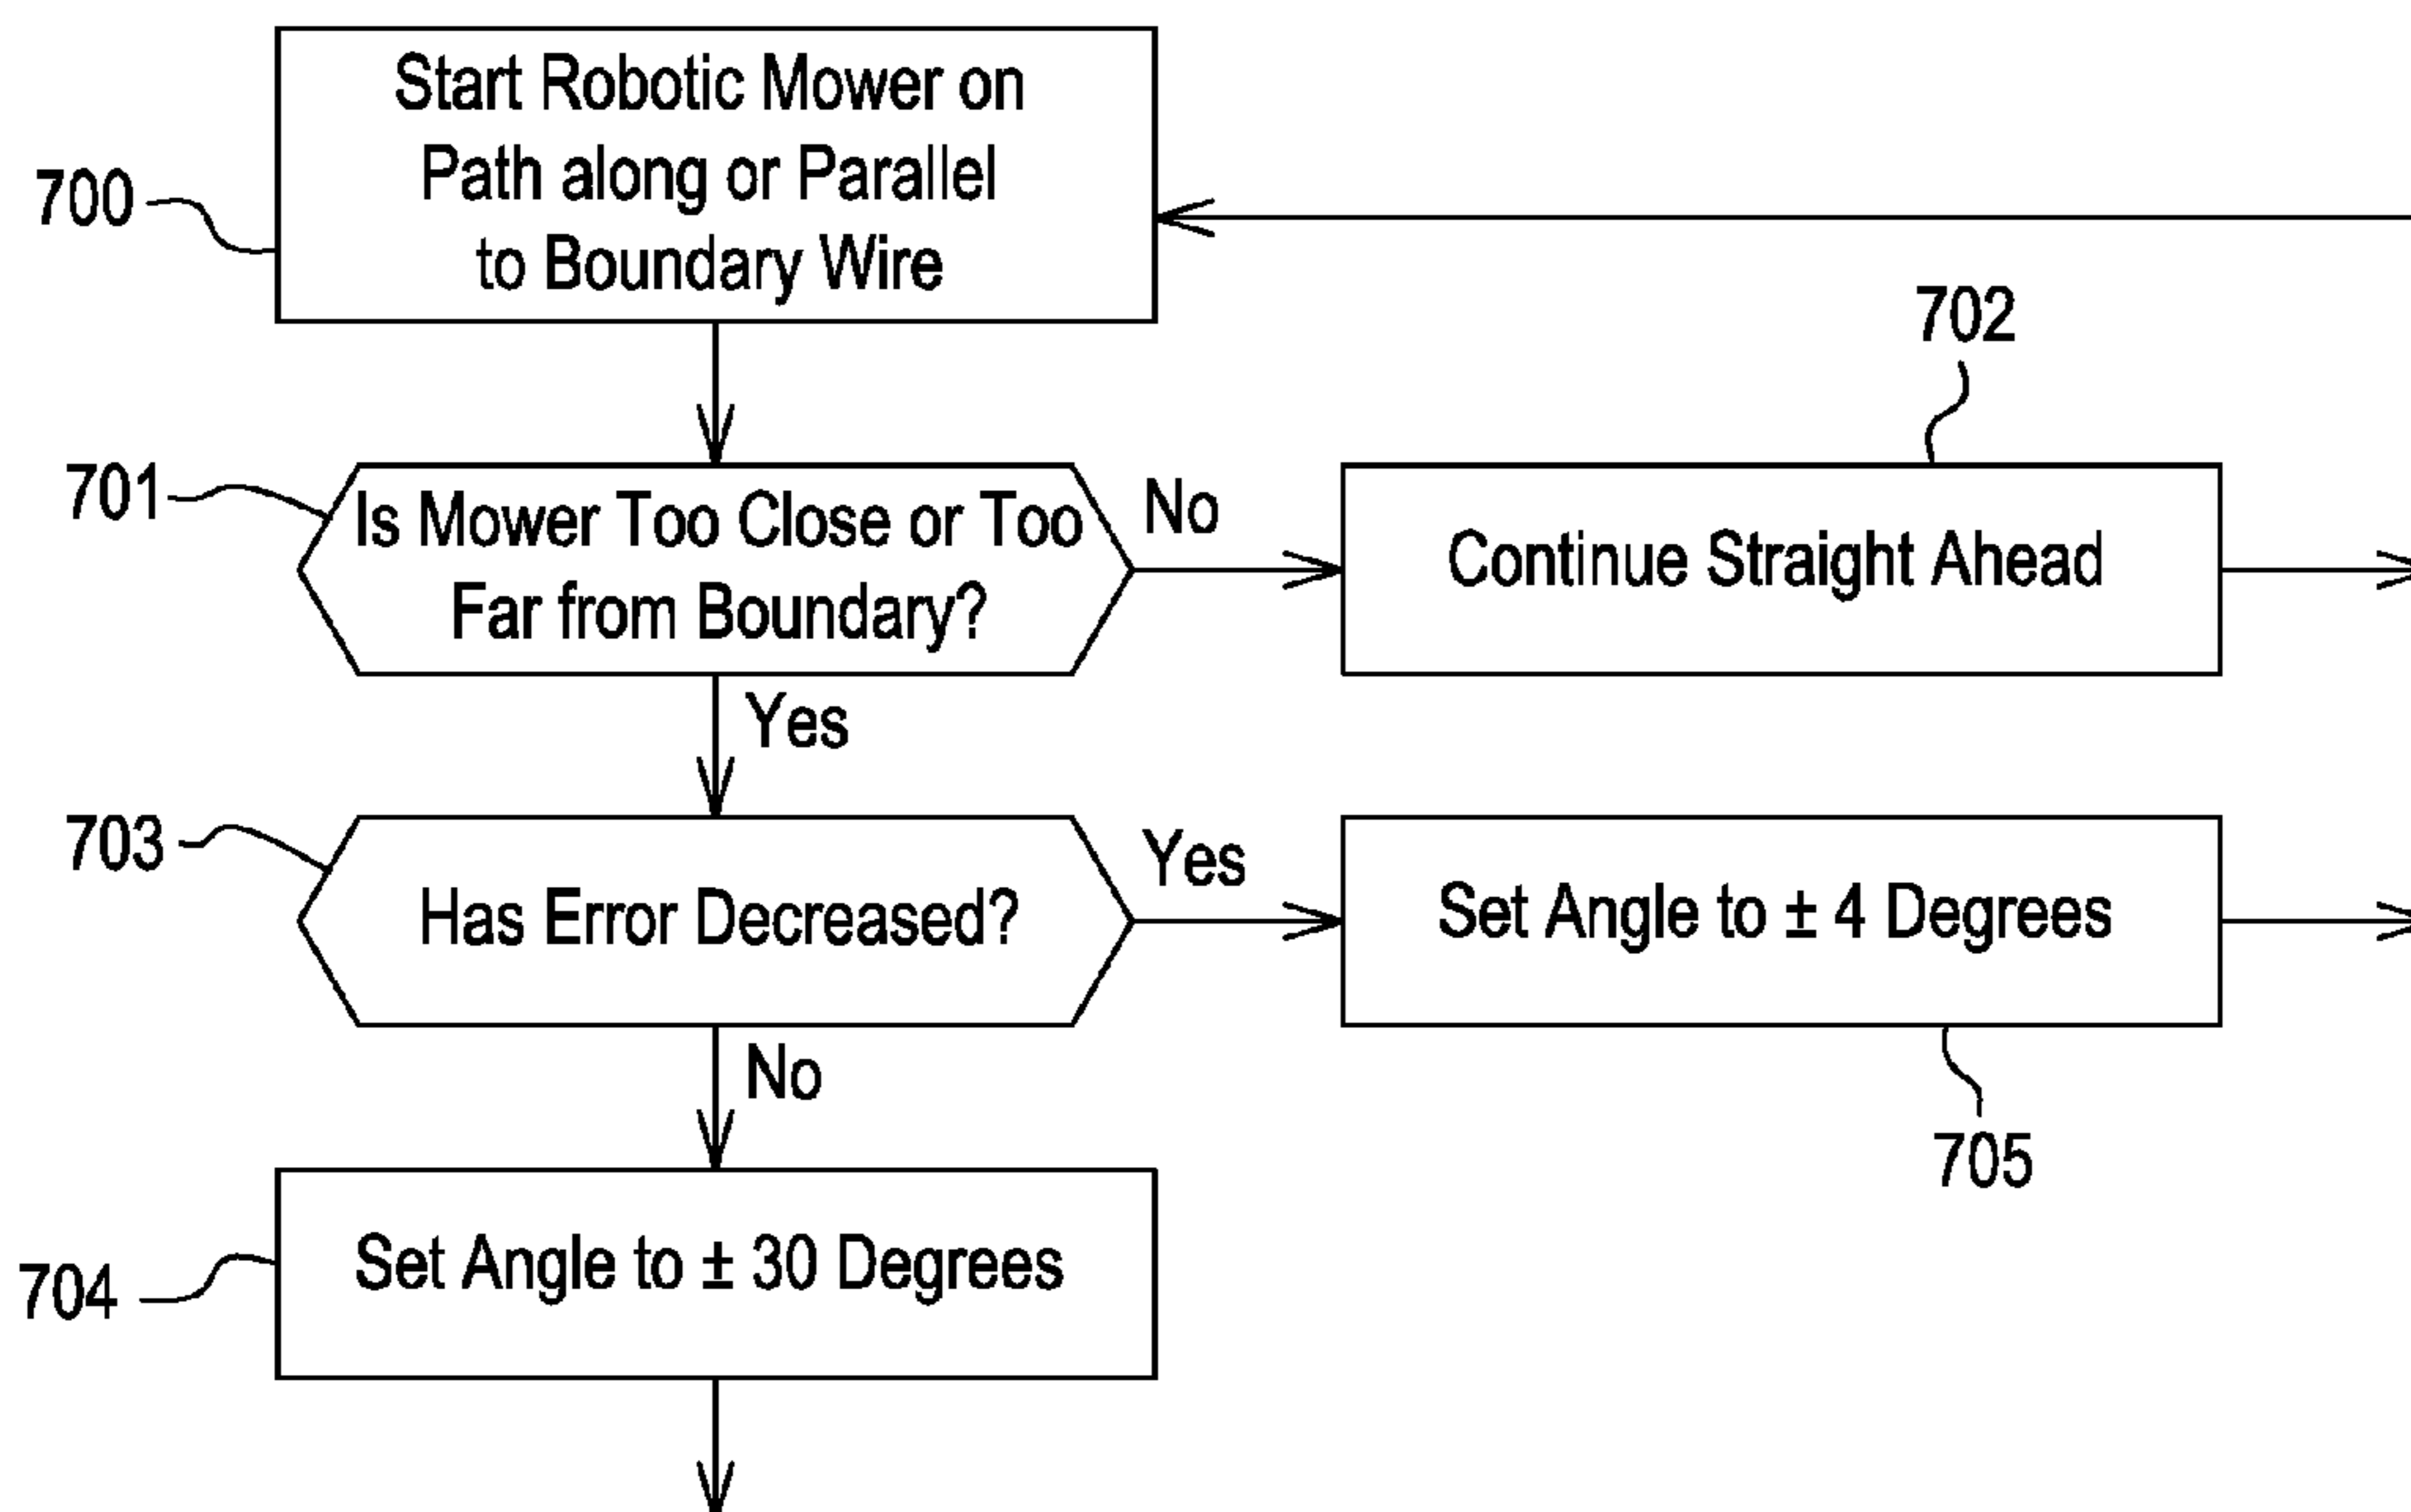 700
Start Robotic Mower on
Path along or Parallel
to Boundary Wire
701
Is Mower Too Close or Too
Far from Boundary?
No
702
Continue Straight Ahead
Yes
703
Has Error Decreased?
Yes
Set Angle to ± 4 Degrees
705
No
704
Set Angle to ± 30 Degrees